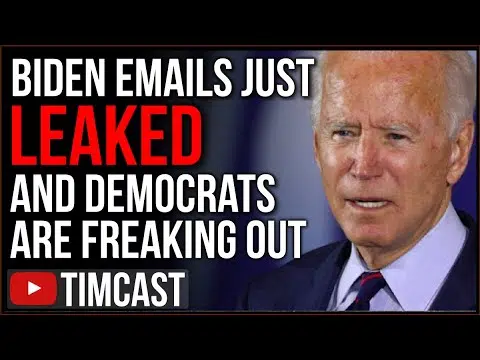 BIDEN EMAILS JUST
LEAKED
AND DEMOCRATS
ARE FREAKING OUT
TIMCAST